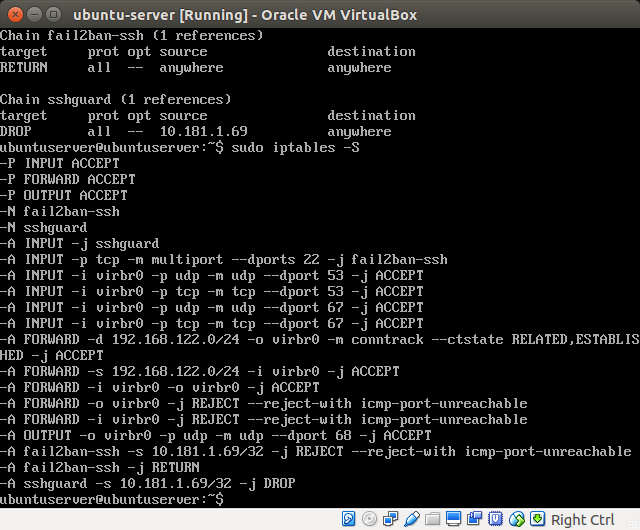 ubuntu-server [Running] - Oracle VM VirtualBox
Chain fail2ban-ssh (1 references)
target     prot opt source               destination
RETURN     all  --  anywhere             anywhere
Chain sshguard (1 references)
target     prot opt source               destination
DROP       all  --  10.181.1.69          anywhere
ubuntuserver@ubuntuserver:~$ sudo iptables -S
-P INPUT ACCEPT
-P FORWARD ACCEPT
-P OUTPUT ACCEPT
-N fail2ban-ssh
-N sshguard
-A INPUT -j sshguard
-A INPUT -p tcp -m multiport --dports 22 -j fail2ban-ssh
-A INPUT -i virbr0 -p udp -m udp --dport 53 -j ACCEPT
-A INPUT -i virbr0 -p tcp -m tcp --dport 53 -j ACCEPT
-A INPUT -i virbr0 -p udp -m udp --dport 67 -j ACCEPT
-A INPUT -i virbr0 -p tcp -m tcp --dport 67 -j ACCEPT
-A FORWARD -d 192.168.122.0/24 -o virbr0 -m conntrack --ctstate RELATED,ESTABLIS
HED -j ACCEPT
-A FORWARD -s 192.168.122.0/24 -i virbr0 -j ACCEPT
-A FORWARD -i virbr0 -o virbr0 -j ACCEPT
-A FORWARD -o virbr0 -j REJECT --reject-with icmp-port-unreachable
-A FORWARD -i virbr0 -j REJECT --reject-with icmp-port-unreachable
-A OUTPUT -o virbr0 -p udp -m udp --dport 68 -j ACCEPT
-A fail2ban-ssh -s 10.181.1.69/32 -j REJECT --reject-with icmp-port-unreachable
-A fail2ban-ssh -j RETURN
-A sshguard -s 10.181.1.69/32 -j DROP
ubuntuserver@ubuntuserver:~$
Right Ctrl